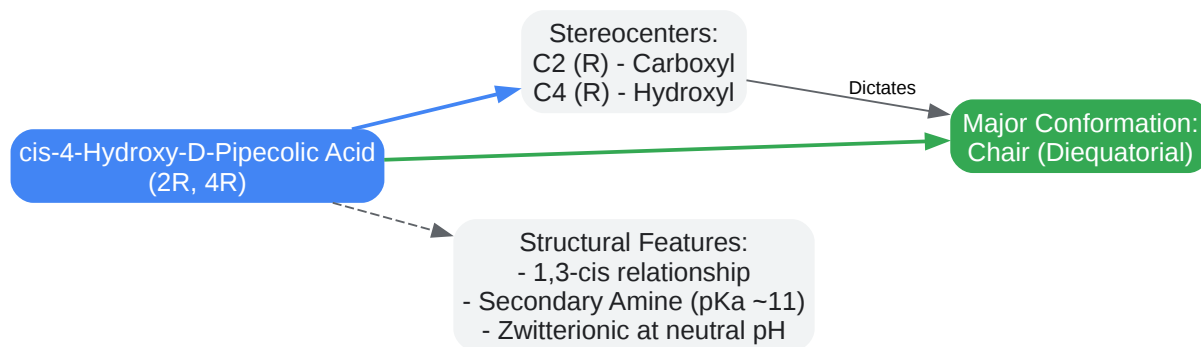 Stereocenters:
C2 (R) - Carboxyl
C4 (R) - Hydroxyl
Dictates
Major Conformation:
Chair (Diequatorial)
cis-4-Hydroxy-D-Pipecolic Acid
(2R, 4R)
Structural Features:
- 1,3-cis relationship
- Secondary Amine (pKa ~11)
- Zwitterionic at neutral pH